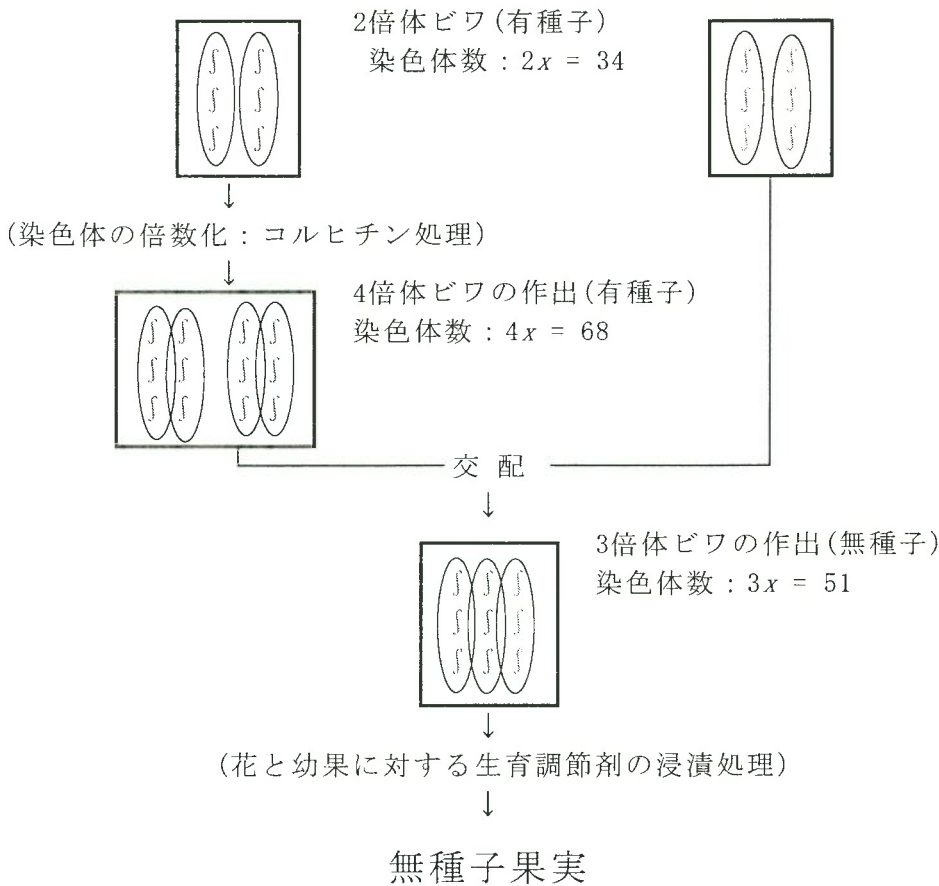 2倍体ビワ(有種子)
染色体数：2x = 34
(染色体の倍数化：コルヒチン処理)
4倍体ビワの作出(有種子)
染色体数：4x = 68
交 配
3倍体ビワの作出(無種子)
染色体数：3x = 51
(花と幼果に対する生育調節剤の浸漬処理)
無種子果実